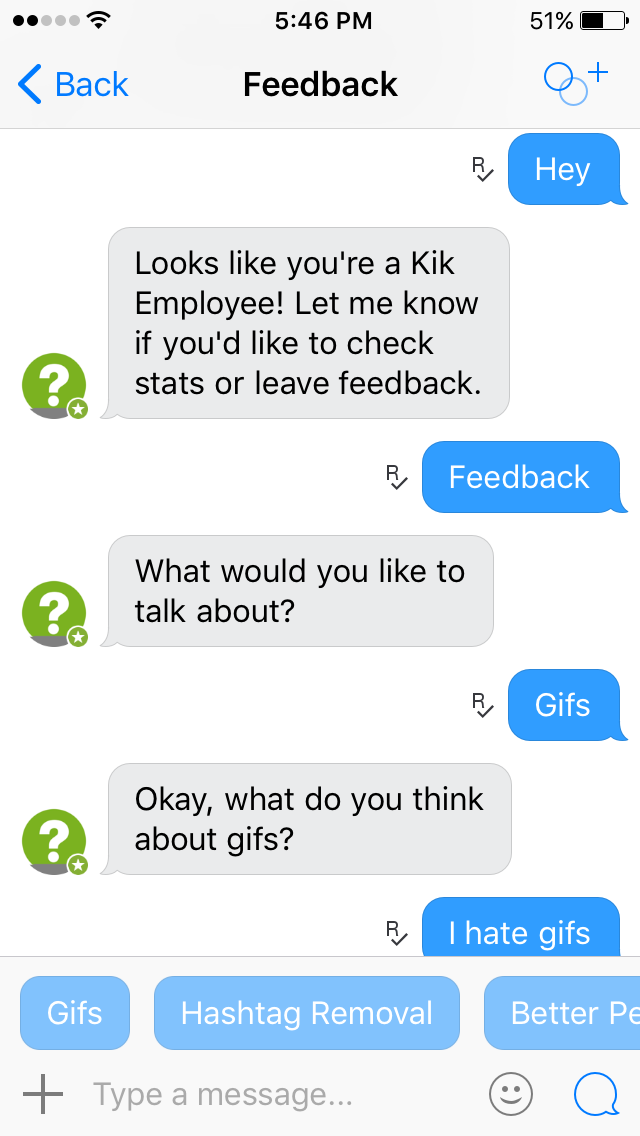 5:46 PM
51%
Back
Feedback
R Hey
Looks like you're a Kik
Employee! Let me know
if you'd like to check
stats or leave feedback.
R Feedback
What would you like to
talk about?
R Gifs
Okay, what do you think
about gifs?
R I hate gifs
Gifs
Hashtag Removal
Better Pe
Type a message...